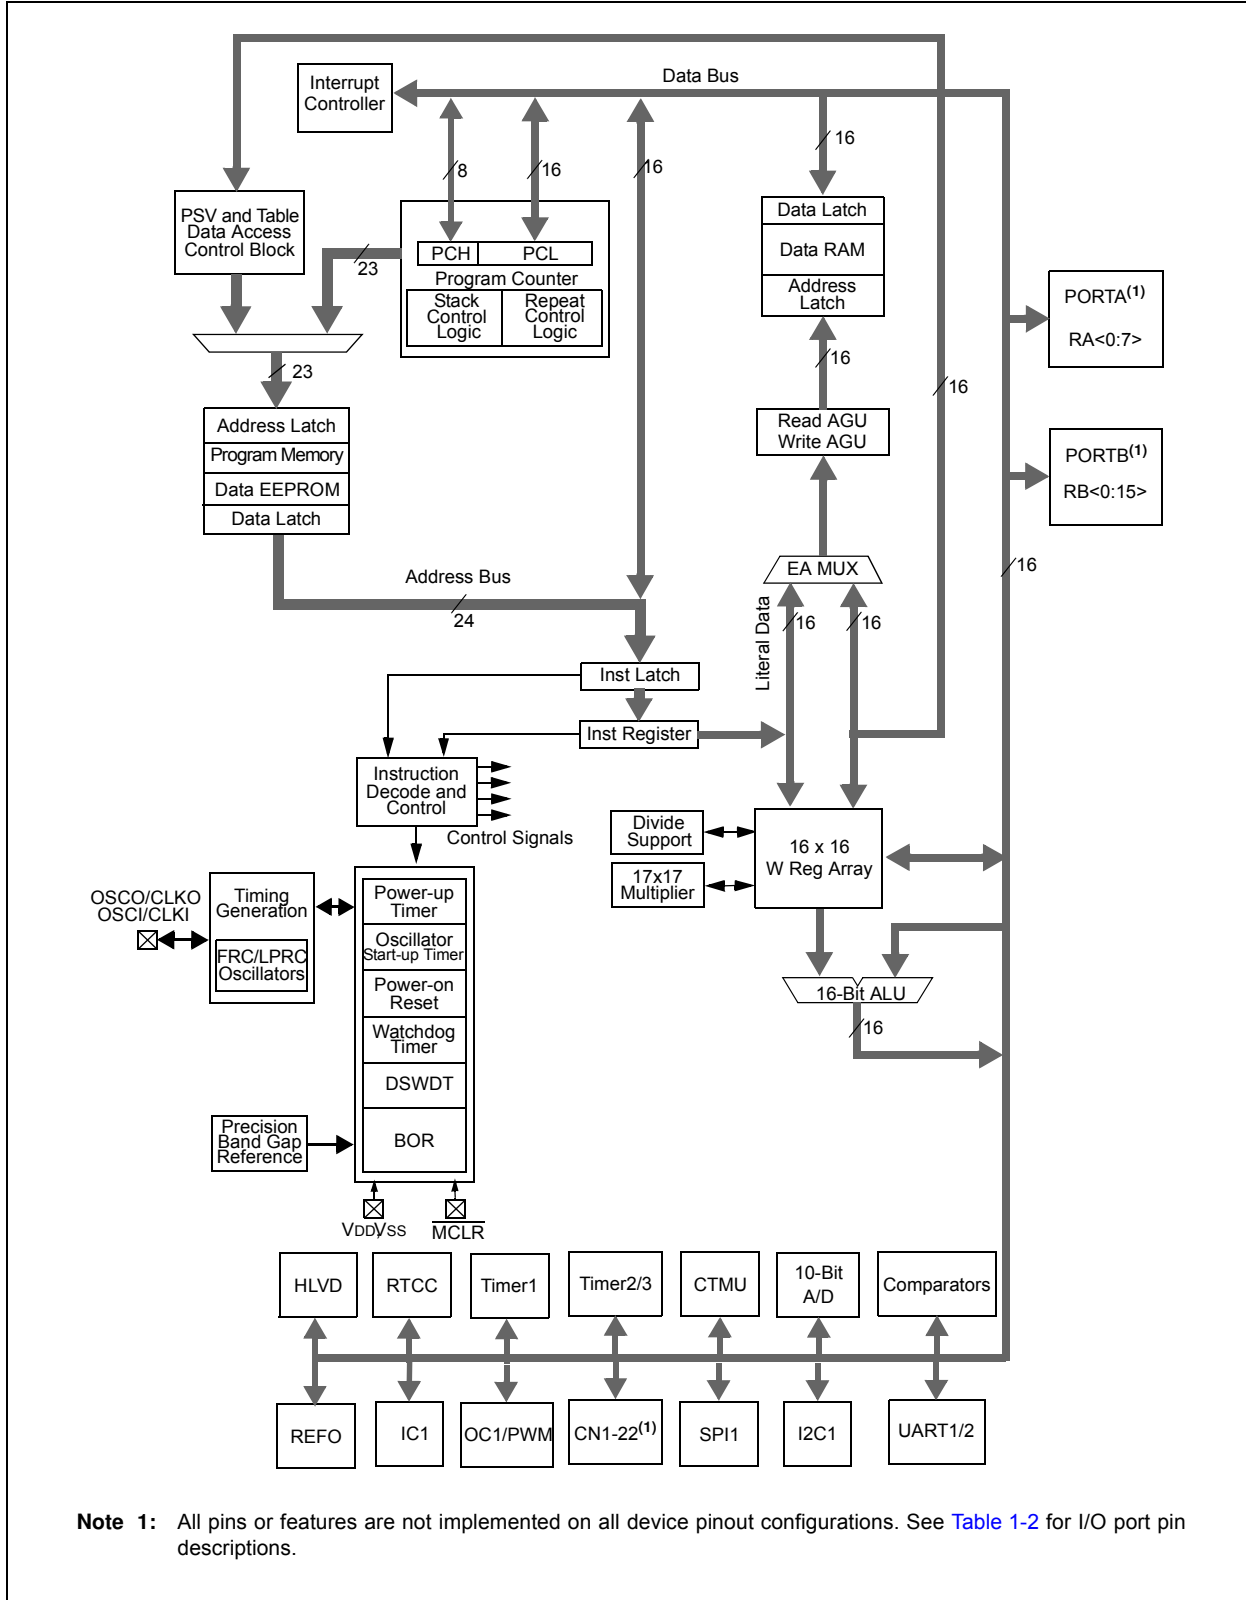 Data Bus
Interrupt
Controller
8
16
16
16
PSV and Table
Data Access
Control Block
23
PCH
PCL
Program Counter
Stack
Control
Logic
Repeat
Control
Logic
Data Latch
Data RAM
Address
Latch
PORTA(1)
RA<0:7>
23
16
16
Address Latch
Program Memory
Data EEPROM
Data Latch
Read AGU
Write AGU
PORTB(1)
RB<0:15>
16
EA MUX
Address Bus
24
Literal Data
16
16
Inst Latch
Inst Register
Instruction
Decode and
Control
Control Signals
Divide
Support
17x17
Multiplier
16 x 16
W Reg Array
OSCO/CLKO
OSCI/CLKI
Timing
Generation
FRC/LPRC
Oscillators
Power-up
Timer
Oscillator
Start-up Timer
Power-on
Reset
Watchdog
Timer
DSWDT
BOR
16-Bit ALU
16
Precision
Band Gap
Reference
VDD,VSS
MCLR
HLVD
RTCC
Timer1
Timer2/3
CTMU
10-Bit
A/D
Comparators
REFO
IC1
OC1/PWM
CN1-22(1)
SPI1
I2C1
UART1/2
Note 1: All pins or features are not implemented on all device pinout configurations. See Table 1-2 for I/O port pin
descriptions.